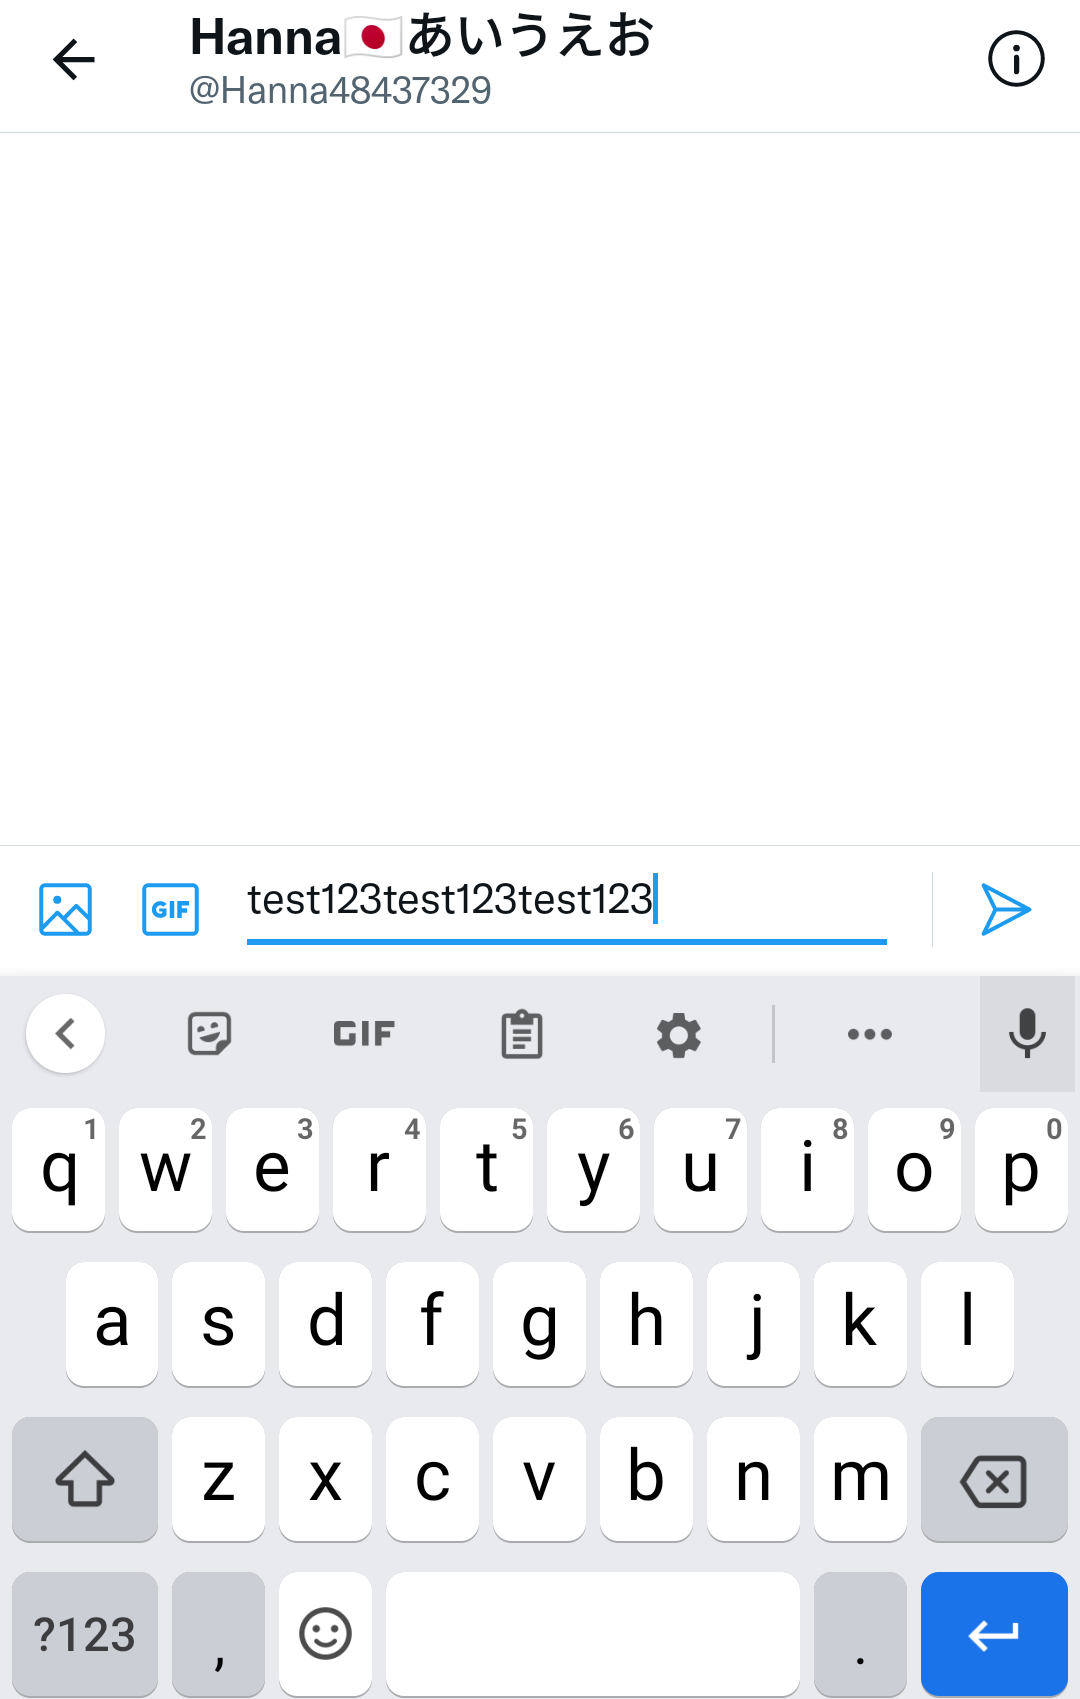 Hanna🇯🇵あいうえお
@Hanna48437329
GIF test123test123test123
GIF
1 2 3 4 5 6 7 8 9 0
q w e r t y u i o p
a s d f g h j k l
z x c v b n m
?123 , .